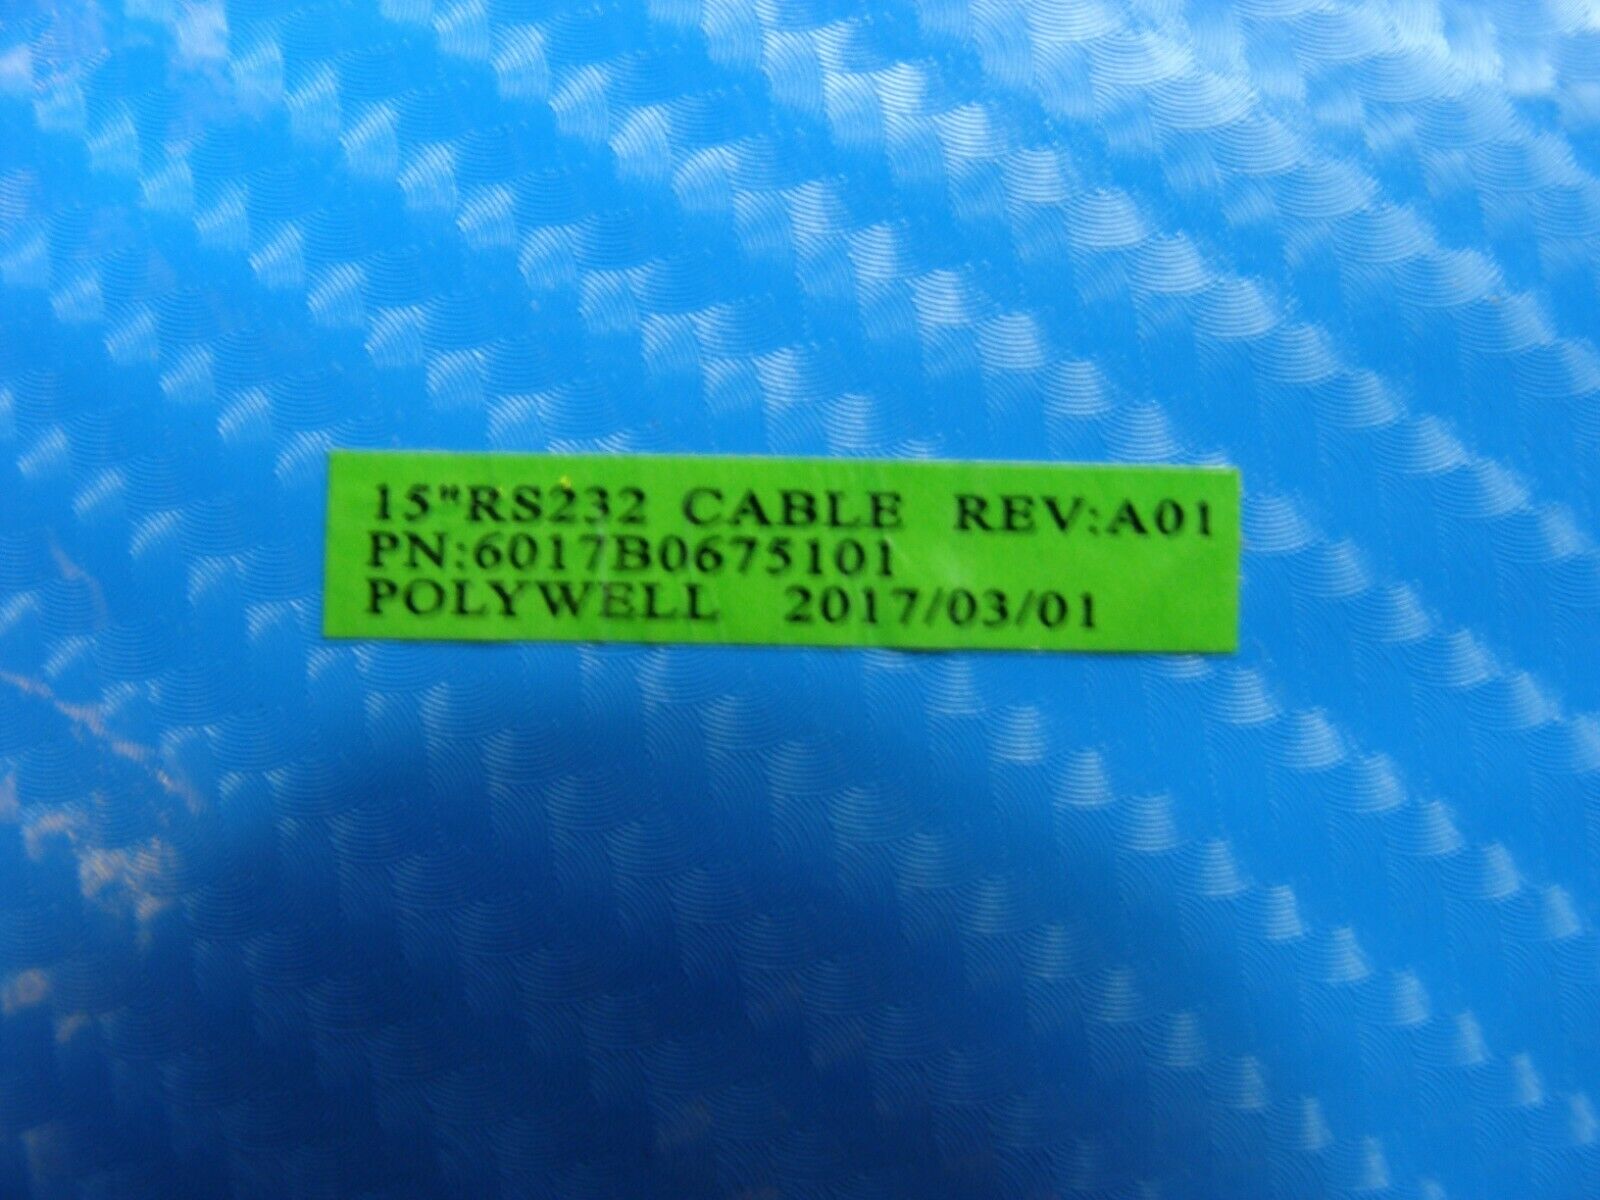 15"RS232 CABLE REV:A01
PN:6017B0675101
POLYWELL 2017/03/01